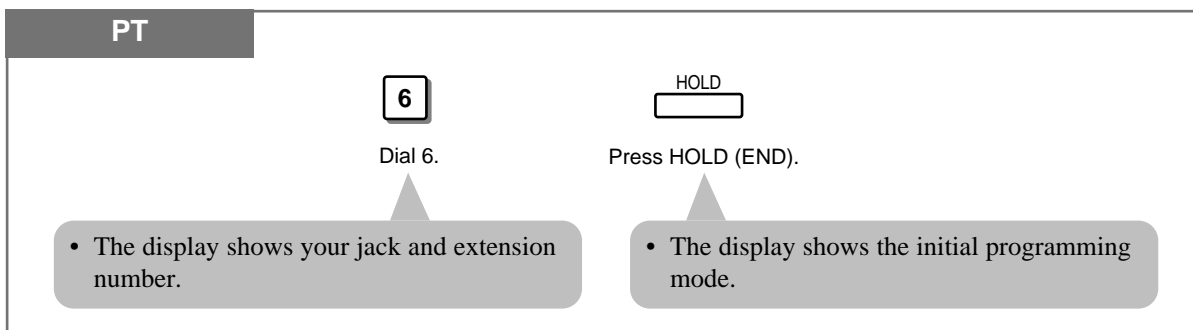 PT
6
HOLD
Dial 6.
Press HOLD (END).
• The display shows your jack and extension
number.
• The display shows the initial programming
mode.